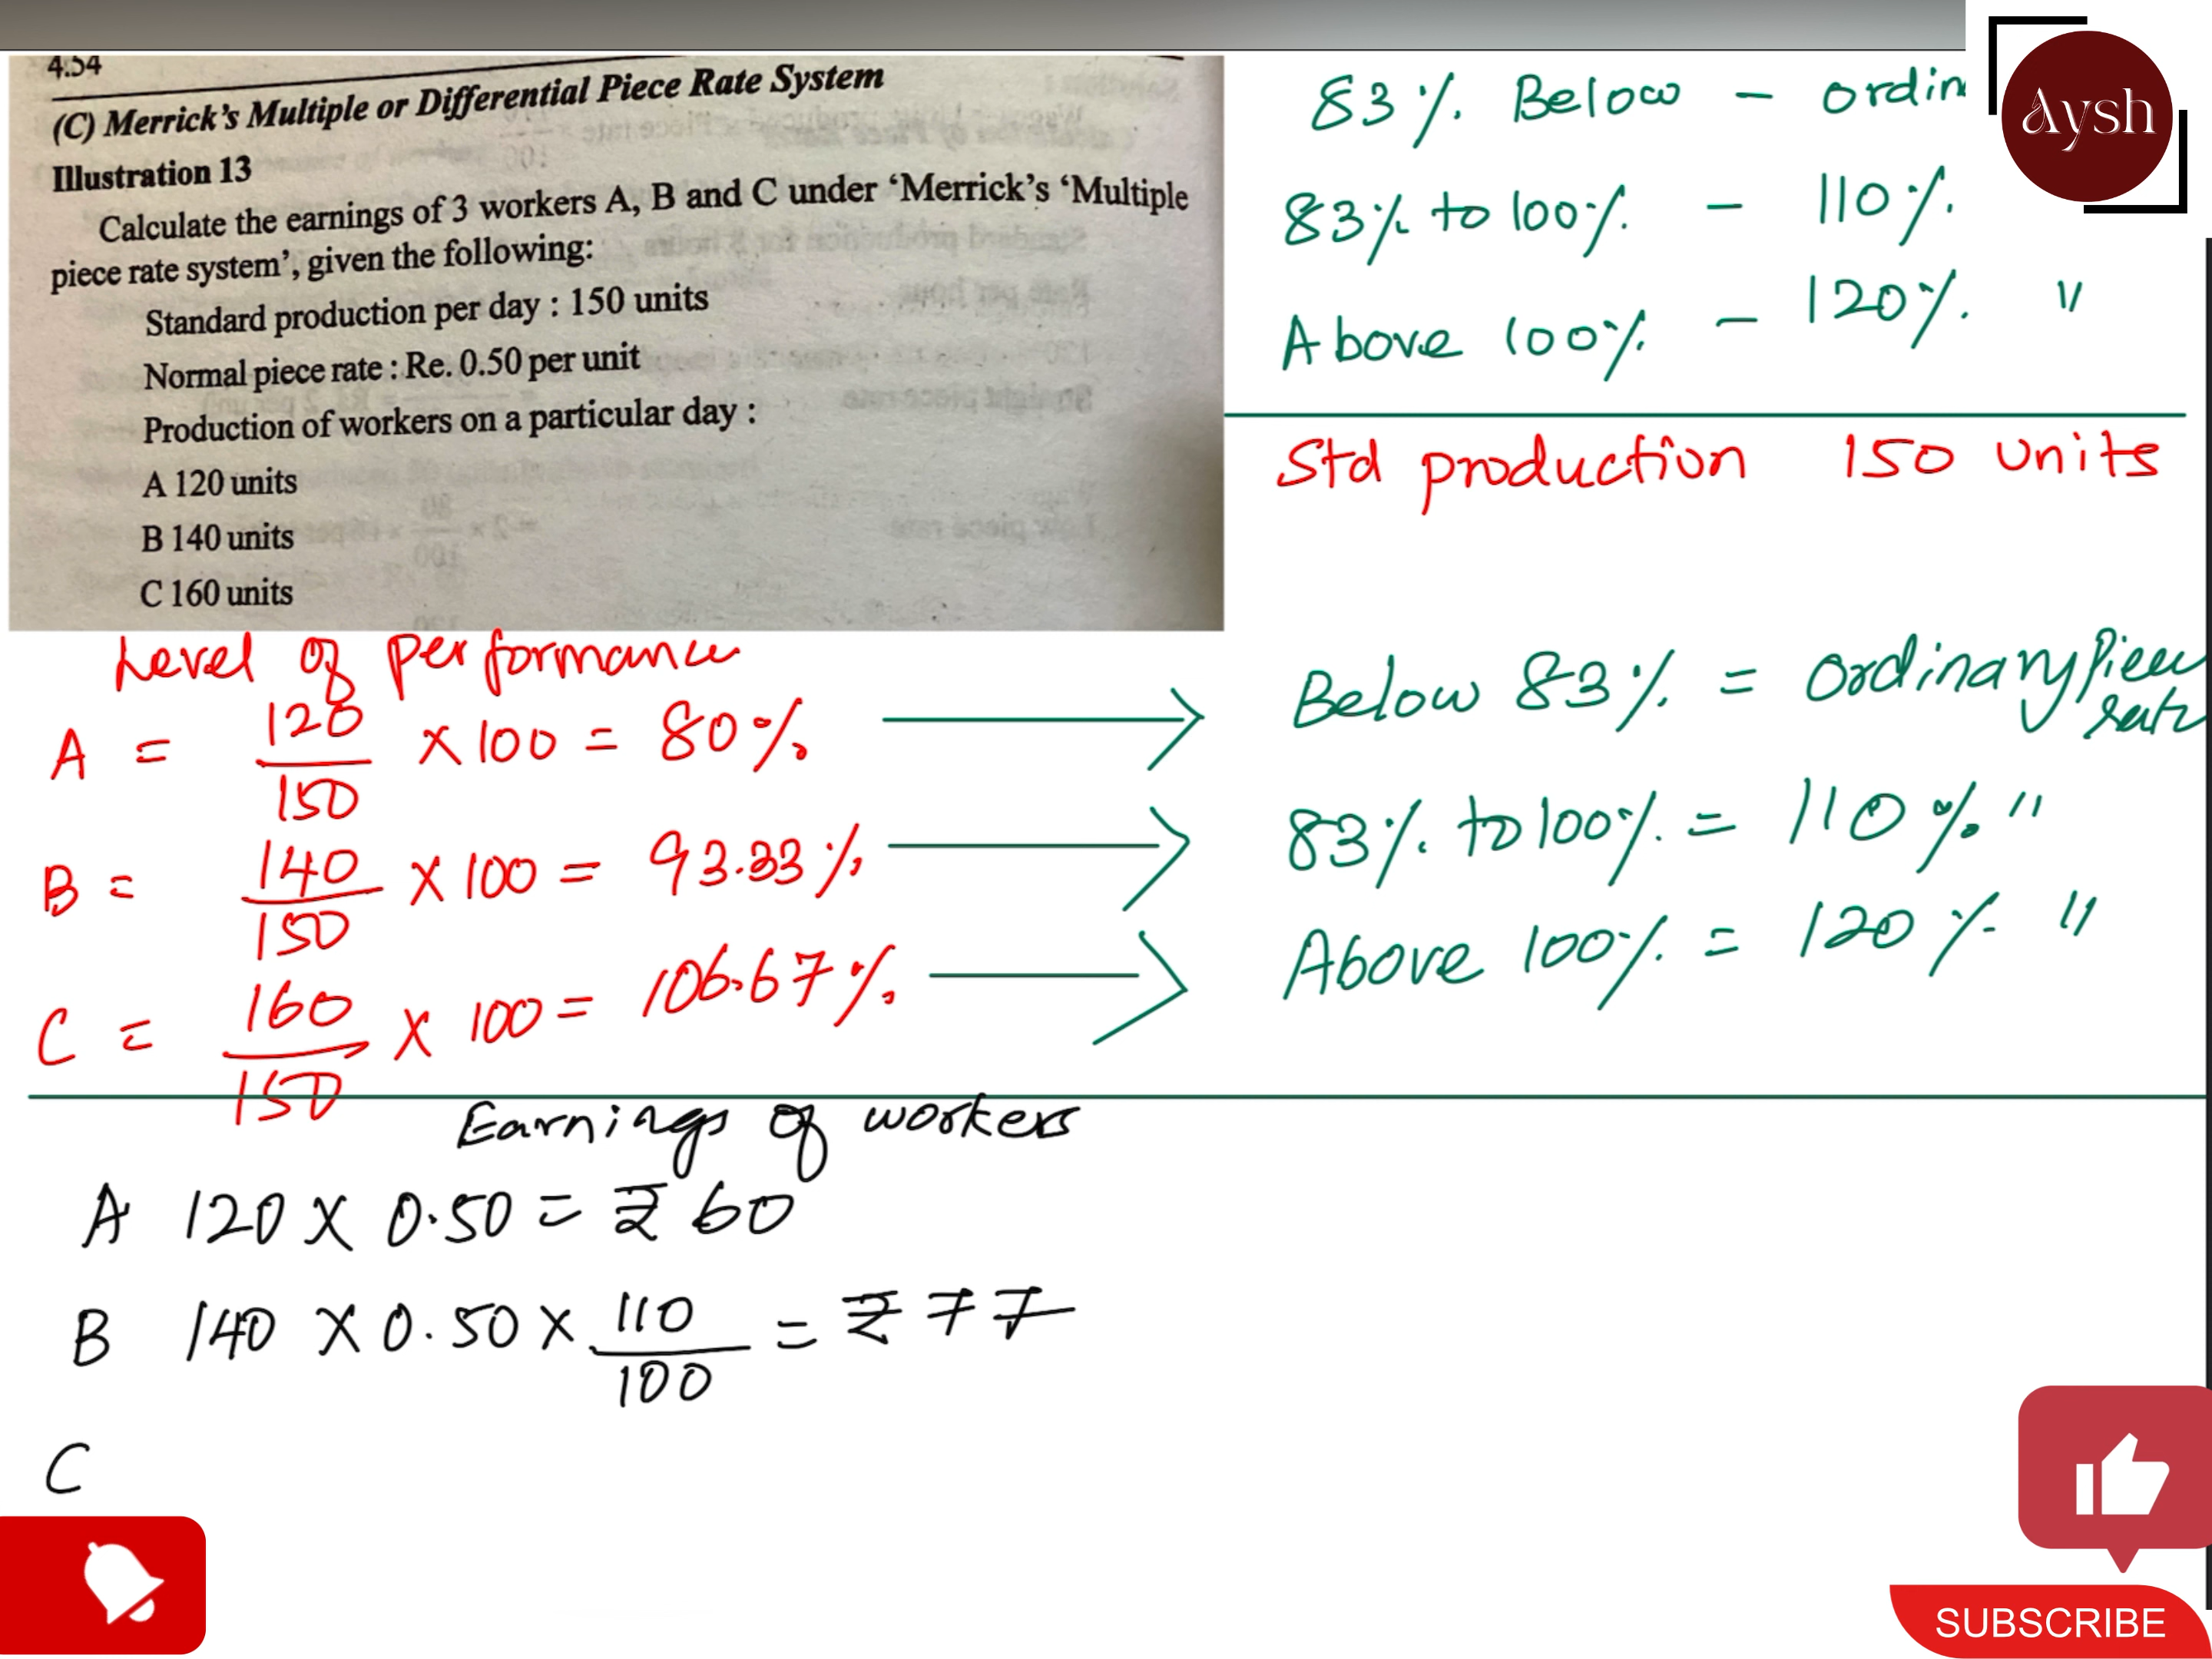 4.54
(C) Merrick's Multiple or Differential Piece Rate System
Illustration 13
Calculate the earnings of 3 workers A, B and C under ‘Merrick's ‘Multiple
piece rate system’, given the following:
Standard production per day : 150 units
Normal piece rate : Re. 0.50 per unit
Production of workers on a particular day :
A 120 units
B 140 units
C 160 units
83% Below - ordin
83% to 100% - 110%
Above 100% - 120% "
Aysh
Std production 150 units
Level of performance
A = 120/150 × 100 = 80%
B = 140/150 × 100 = 93.33%
C = 160/150 × 100 = 106.67%
Below 83% = ordinary Piece rate
83% to 100% = 110% "
Above 100% = 120% "
Earnings of workers
A 120 × 0.50 = ₹ 60
B 140 × 0.50 × 110/100 = ₹ 77
C
SUBSCRIBE